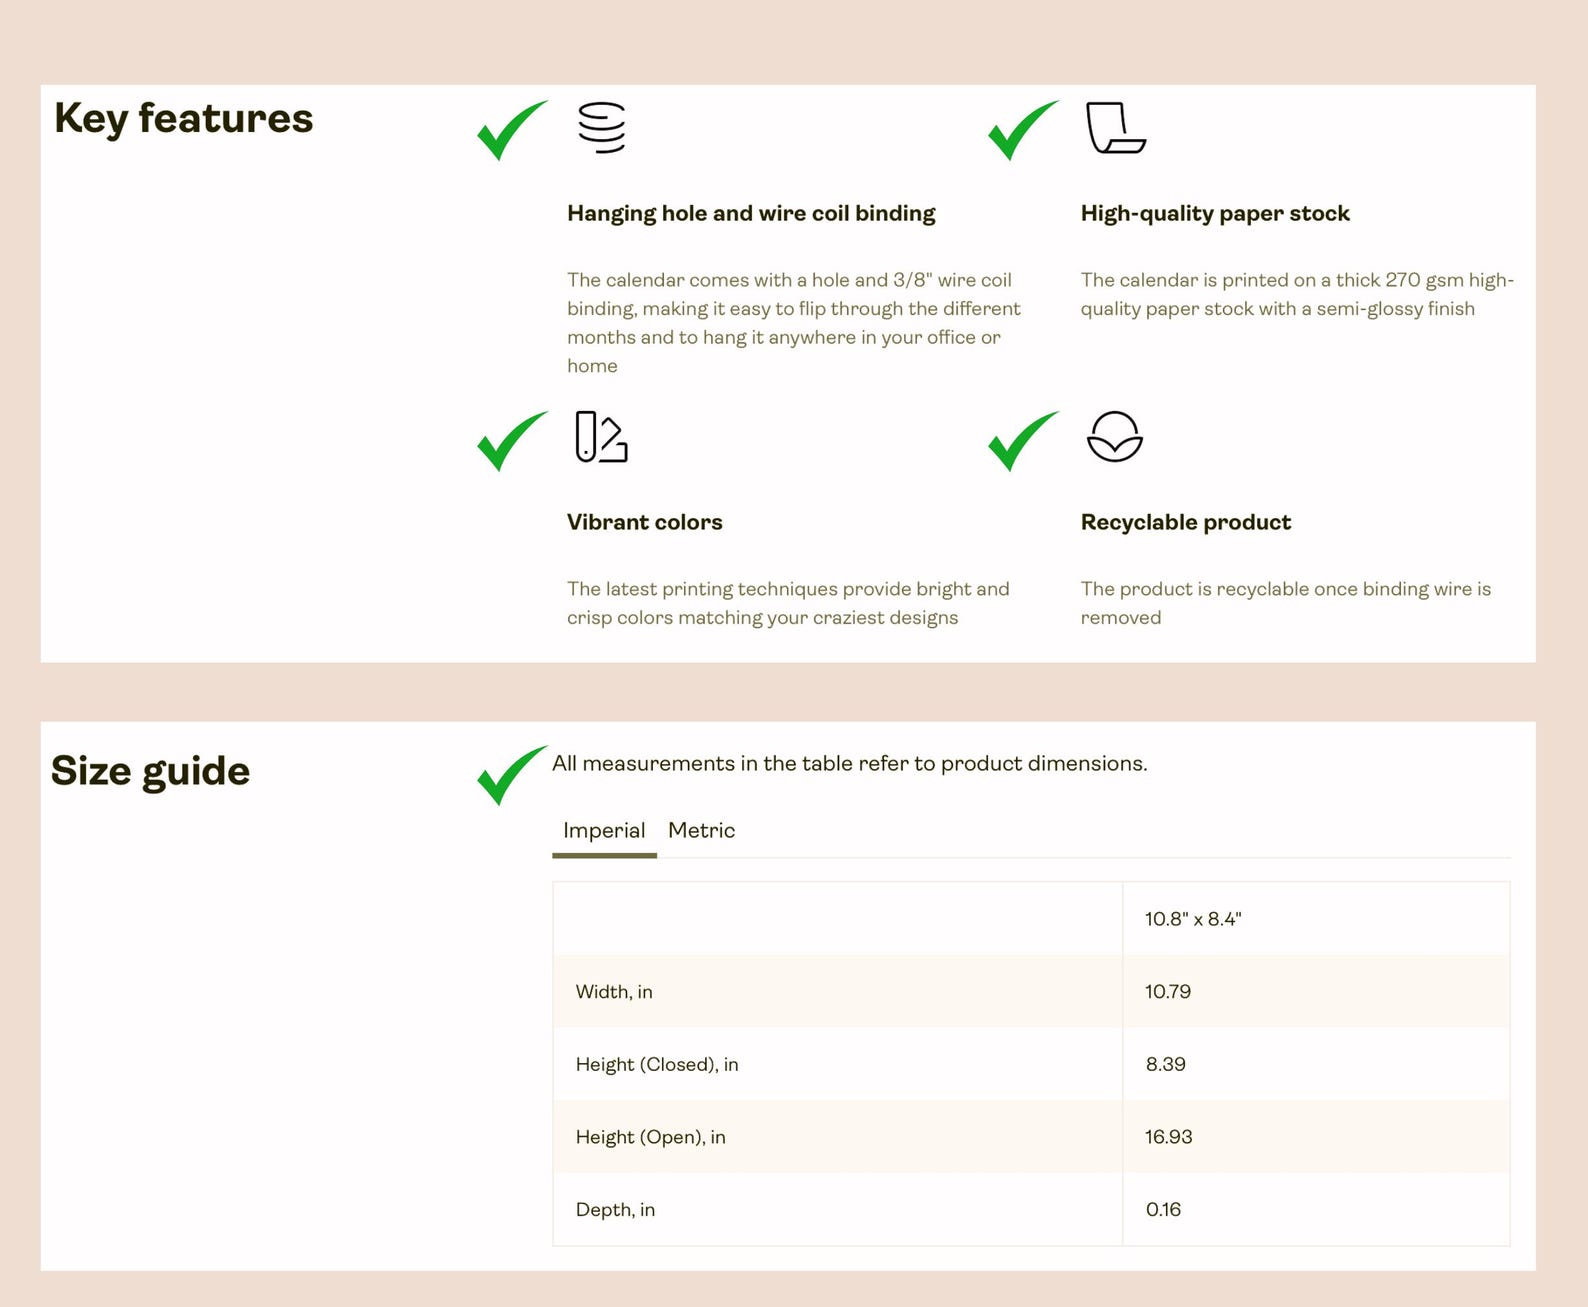 Key features
Hanging hole and wire coil binding
The calendar comes with a hole and 3/8" wire coil
binding, making it easy to flip through the different
months and to hang it anywhere in your office or
home
High-quality paper stock
The calendar is printed on a thick 270 gsm high-
quality paper stock with a semi-glossy finish
Vibrant colors
The latest printing techniques provide bright and
crisp colors matching your craziest designs
Recyclable product
The product is recyclable once binding wire is
removed
Size guide
All measurements in the table refer to product dimensions.
Imperial Metric
10.8" x 8.4"
Width, in 10.79
Height (Closed), in 8.39
Height (Open), in 16.93
Depth, in 0.16